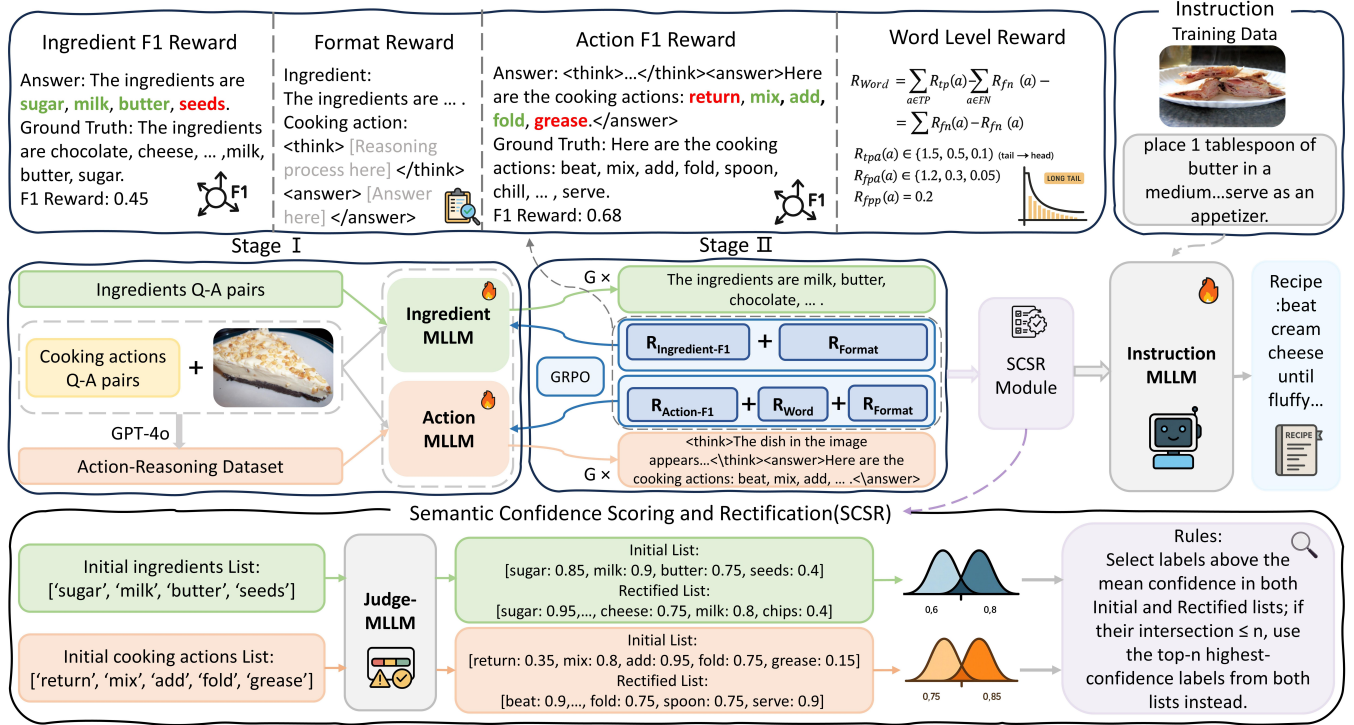 Ingredient F1 Reward
Answer: The ingredients are
sugar, milk, butter, seeds.
Ground Truth: The ingredients
are chocolate, cheese, ... ,milk,
butter, sugar.
F1 Reward: 0.45
F1
Format Reward
Ingredient:
The ingredients are ... .
Cooking action:
<think> [Reasoning
process here] </think>
<answer> [Answer
here] </answer>
Action F1 Reward
Answer: <think>...</think><answer>Here
are the cooking actions: return, mix, add,
fold, grease.</answer>
Ground Truth: Here are the cooking
actions: beat, mix, add, fold, spoon,
chill, ... , serve.
F1 Reward: 0.68
F1
Word Level Reward
R_Word = ∑_{a∈TP} R_tp(a) − ∑_{a∈FN} R_fn (a) −
= ∑ R_fn(a) − R_fn (a)
R_tpa(a) ∈ {1.5, 0.5, 0.1} (tail → head)
R_fpa(a) ∈ {1.2, 0.3, 0.05}
R_fpp(a) = 0.2
LONG TAIL
Instruction
Training Data
place 1 tablespoon of
butter in a
medium...serve as an
appetizer.
Stage Ⅰ
Ingredients Q-A pairs
Cooking actions
Q-A pairs
+
GPT-4o
Action-Reasoning Dataset
Ingredient
MLLM
Action
MLLM
Stage Ⅱ
G ×
The ingredients are milk, butter,
chocolate, ... .
R_Ingredient-F1 + R_Format
GRPO
R_Action-F1 + R_Word + R_Format
G ×
<think>The dish in the image
appears...<\think><answer>Here are the
cooking actions: beat, mix, add, ... .<\answer>
SCSR
Module
Instruction
MLLM
Recipe
:beat
cream
cheese
until
fluffy...
RECIPE
Semantic Confidence Scoring and Rectification(SCSR)
Initial ingredients List:
[‘sugar’, ‘milk’, ‘butter’, ‘seeds’]
Initial cooking actions List:
[‘return’, ‘mix’, ‘add’, ‘fold’, ‘grease’]
Judge-
MLLM
Initial List:
[sugar: 0.85, milk: 0.9, butter: 0.75, seeds: 0.4]
Rectified List:
[sugar: 0.95,..., cheese: 0.75, milk: 0.8, chips: 0.4]
Initial List:
[return: 0.35, mix: 0.8, add: 0.95, fold: 0.75, grease: 0.15]
Rectified List:
[beat: 0.9,..., fold: 0.75, spoon: 0.75, serve: 0.9]
0,6 0,8
0,75 0,85
Rules:
Select labels above the
mean confidence in both
Initial and Rectified lists; if
their intersection ≤ n, use
the top-n highest-
confidence labels from both
lists instead.